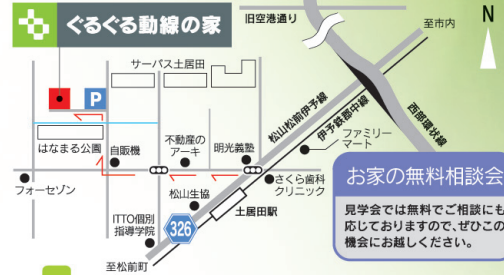 ぐるぐる動線の家
旧空港通り
至市内
N
サーパス土居田
P
松山松前伊予線
伊予鉄郡中線
西部環状線
はなまる公園
自販機
不動産の
アーキ
明光義塾
ファミリー
マート
フォーセゾン
松山生協
さくら歯科
クリニック
ITTO個別
指導学院
326
土居田駅
至松前町
お家の無料相談会
見学会では無料でご相談にも
応じておりますので、ぜひこの
機会にお越しください。